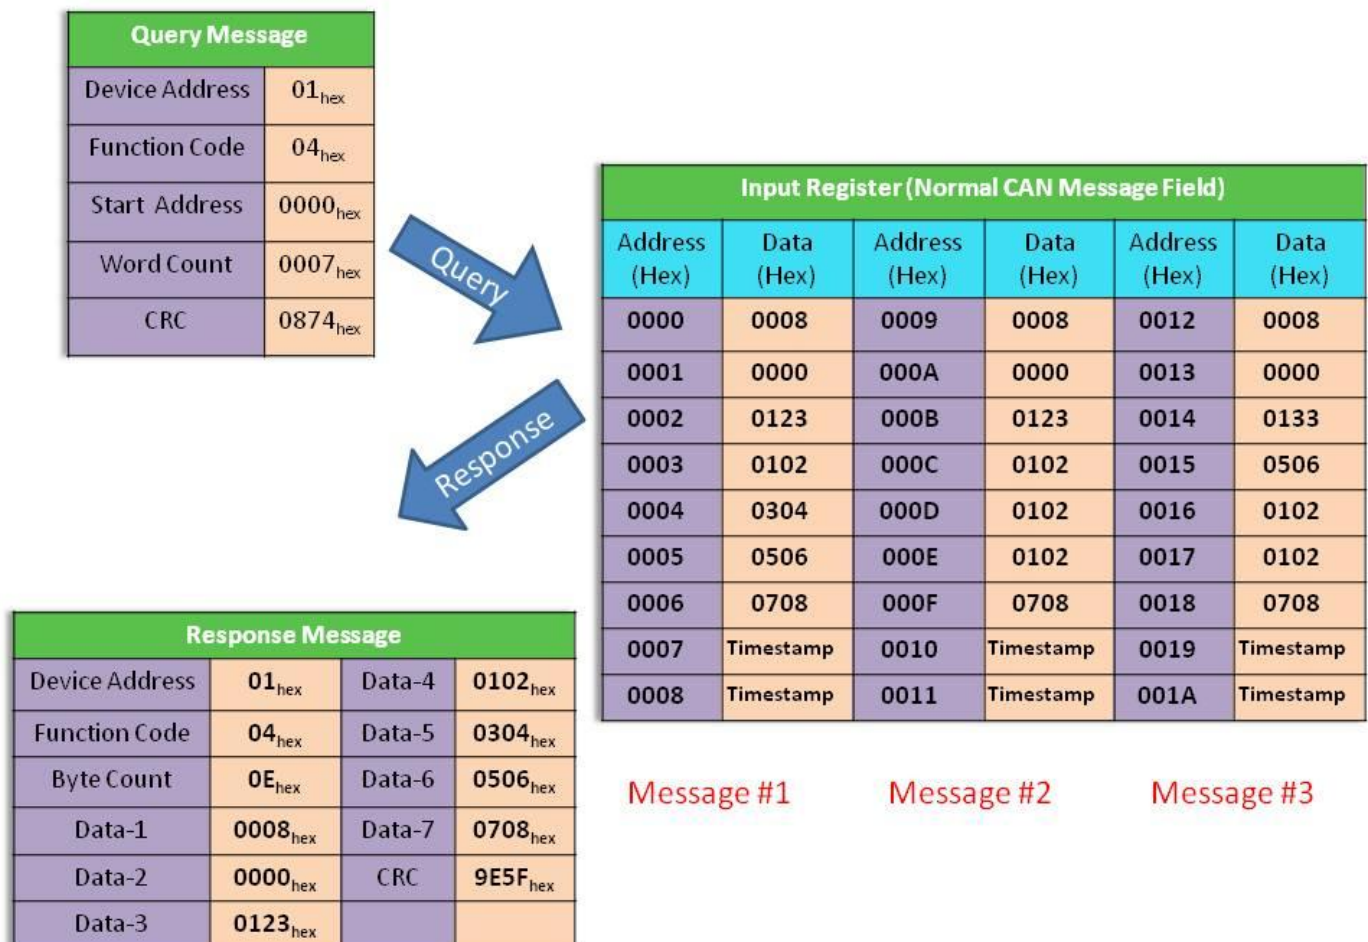 Query Message
Device Address 01hex
Function Code 04hex
Start Address 0000hex
Word Count 0007hex
CRC 0874hex
Query
Response
Input Register (Normal CAN Message Field)
Address (Hex) Data (Hex) Address (Hex) Data (Hex) Address (Hex) Data (Hex)
0000 0008 0009 0008 0012 0008
0001 0000 000A 0000 0013 0000
0002 0123 000B 0123 0014 0133
0003 0102 000C 0102 0015 0506
0004 0304 000D 0102 0016 0102
0005 0506 000E 0102 0017 0102
0006 0708 000F 0708 0018 0708
0007 Timestamp 0010 Timestamp 0019 Timestamp
0008 Timestamp 0011 Timestamp 001A Timestamp
Message #1 Message #2 Message #3
Response Message
Device Address 01hex Data-4 0102hex
Function Code 04hex Data-5 0304hex
Byte Count 0Ehex Data-6 0506hex
Data-1 0008hex Data-7 0708hex
Data-2 0000hex CRC 9E5Fhex
Data-3 0123hex